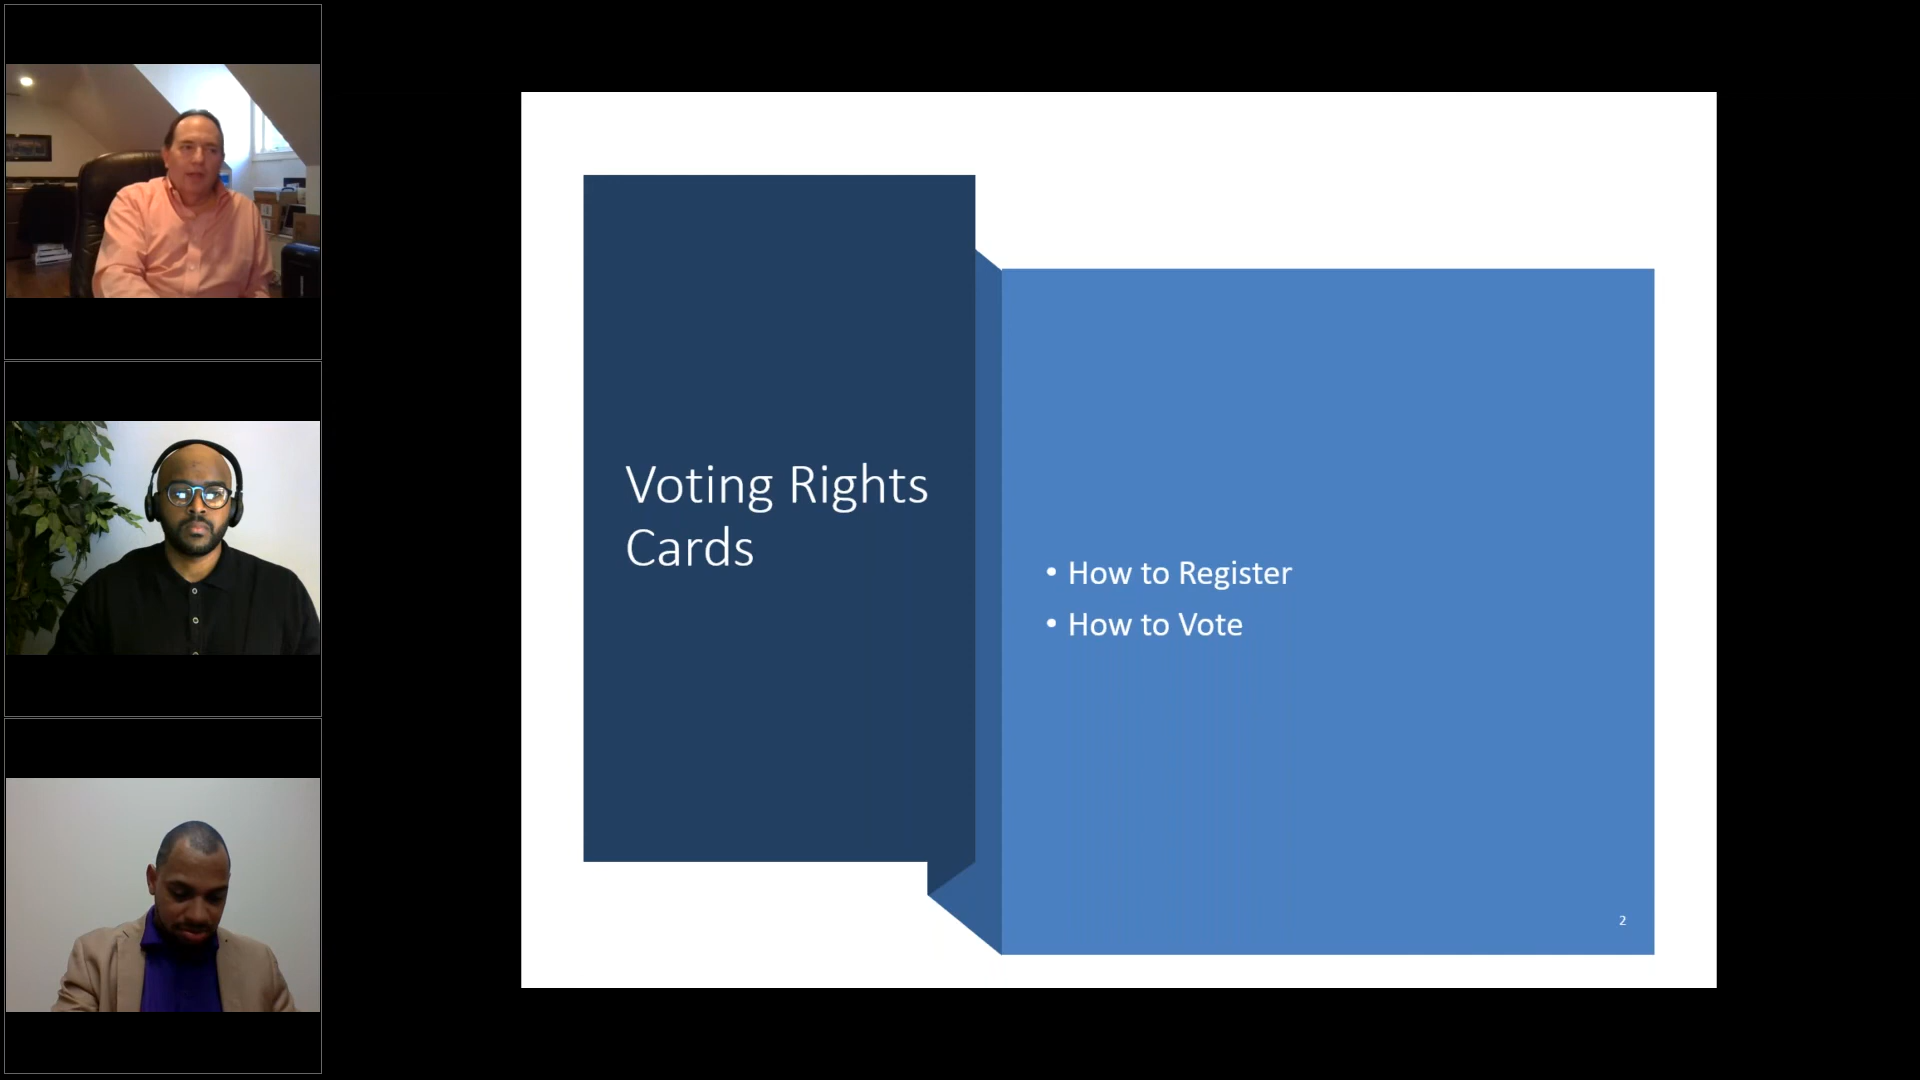 Voting Rights
Cards
• How to Register
• How to Vote
2